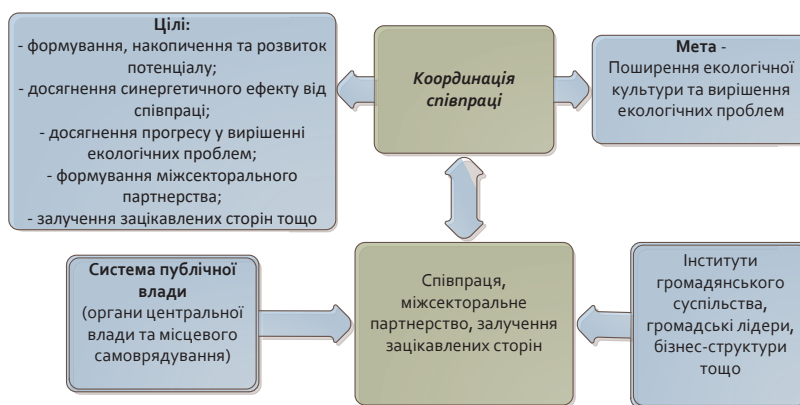 Цілі:
- формування, накопичення та розвиток
потенціалу;
- досягнення синергетичного ефекту від
співпраці;
- досягнення прогресу у вирішенні
екологічних проблем;
- формування міжсекторального
партнерства;
- залучення зацікавлених сторін тощо
Координація
співпраці
Мета -
Поширення екологічної
культури та вирішення
екологічних проблем
Система публічної
влади
(органи центральної
влади та місцевого
самоврядування)
Співпраця,
міжсекторальне
партнерство, залучення
зацікавлених сторін
Інститути
громадянського
суспільства,
громадські лідери,
бізнес-структури
тощо